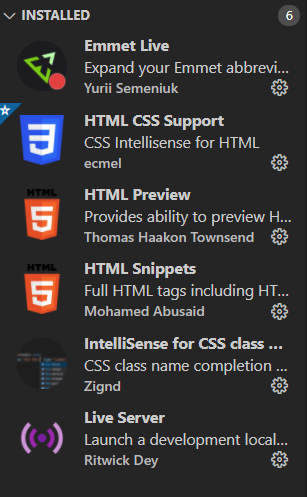 INSTALLED 6
Emmet Live
Expand your Emmet abbrevi...
Yurii Semeniuk
HTML CSS Support
CSS Intellisense for HTML
ecmel
HTML
HTML Preview
Provides ability to preview H...
Thomas Haakon Townsend
HTML
HTML Snippets
Full HTML tags including HT...
Mohamed Abusaid
IntelliSense for CSS class ...
CSS class name completion ...
Zignd
Live Server
Launch a development local...
Ritwick Dey